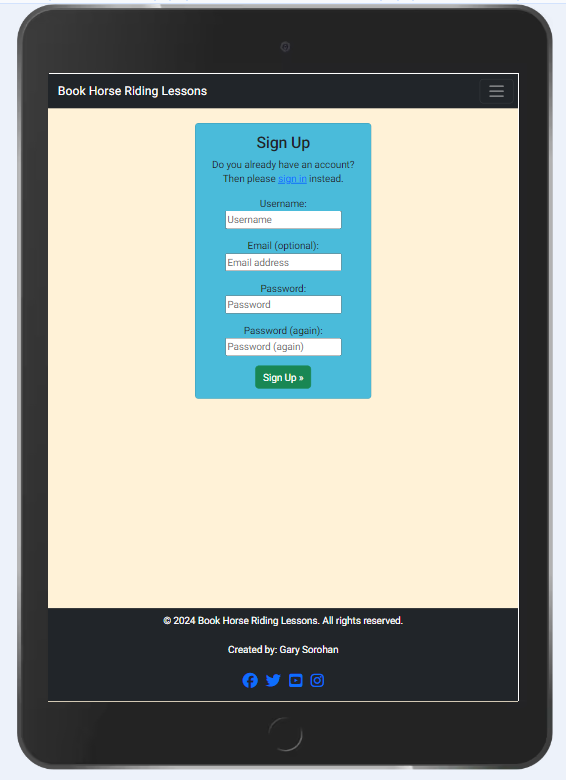 Book Horse Riding Lessons
Sign Up
Do you already have an account?
Then please sign in instead.
Username:
Username
Email (optional):
Email address
Password:
Password
Password (again):
Password (again)
Sign Up »
© 2024 Book Horse Riding Lessons. All rights reserved.
Created by: Gary Sorohan